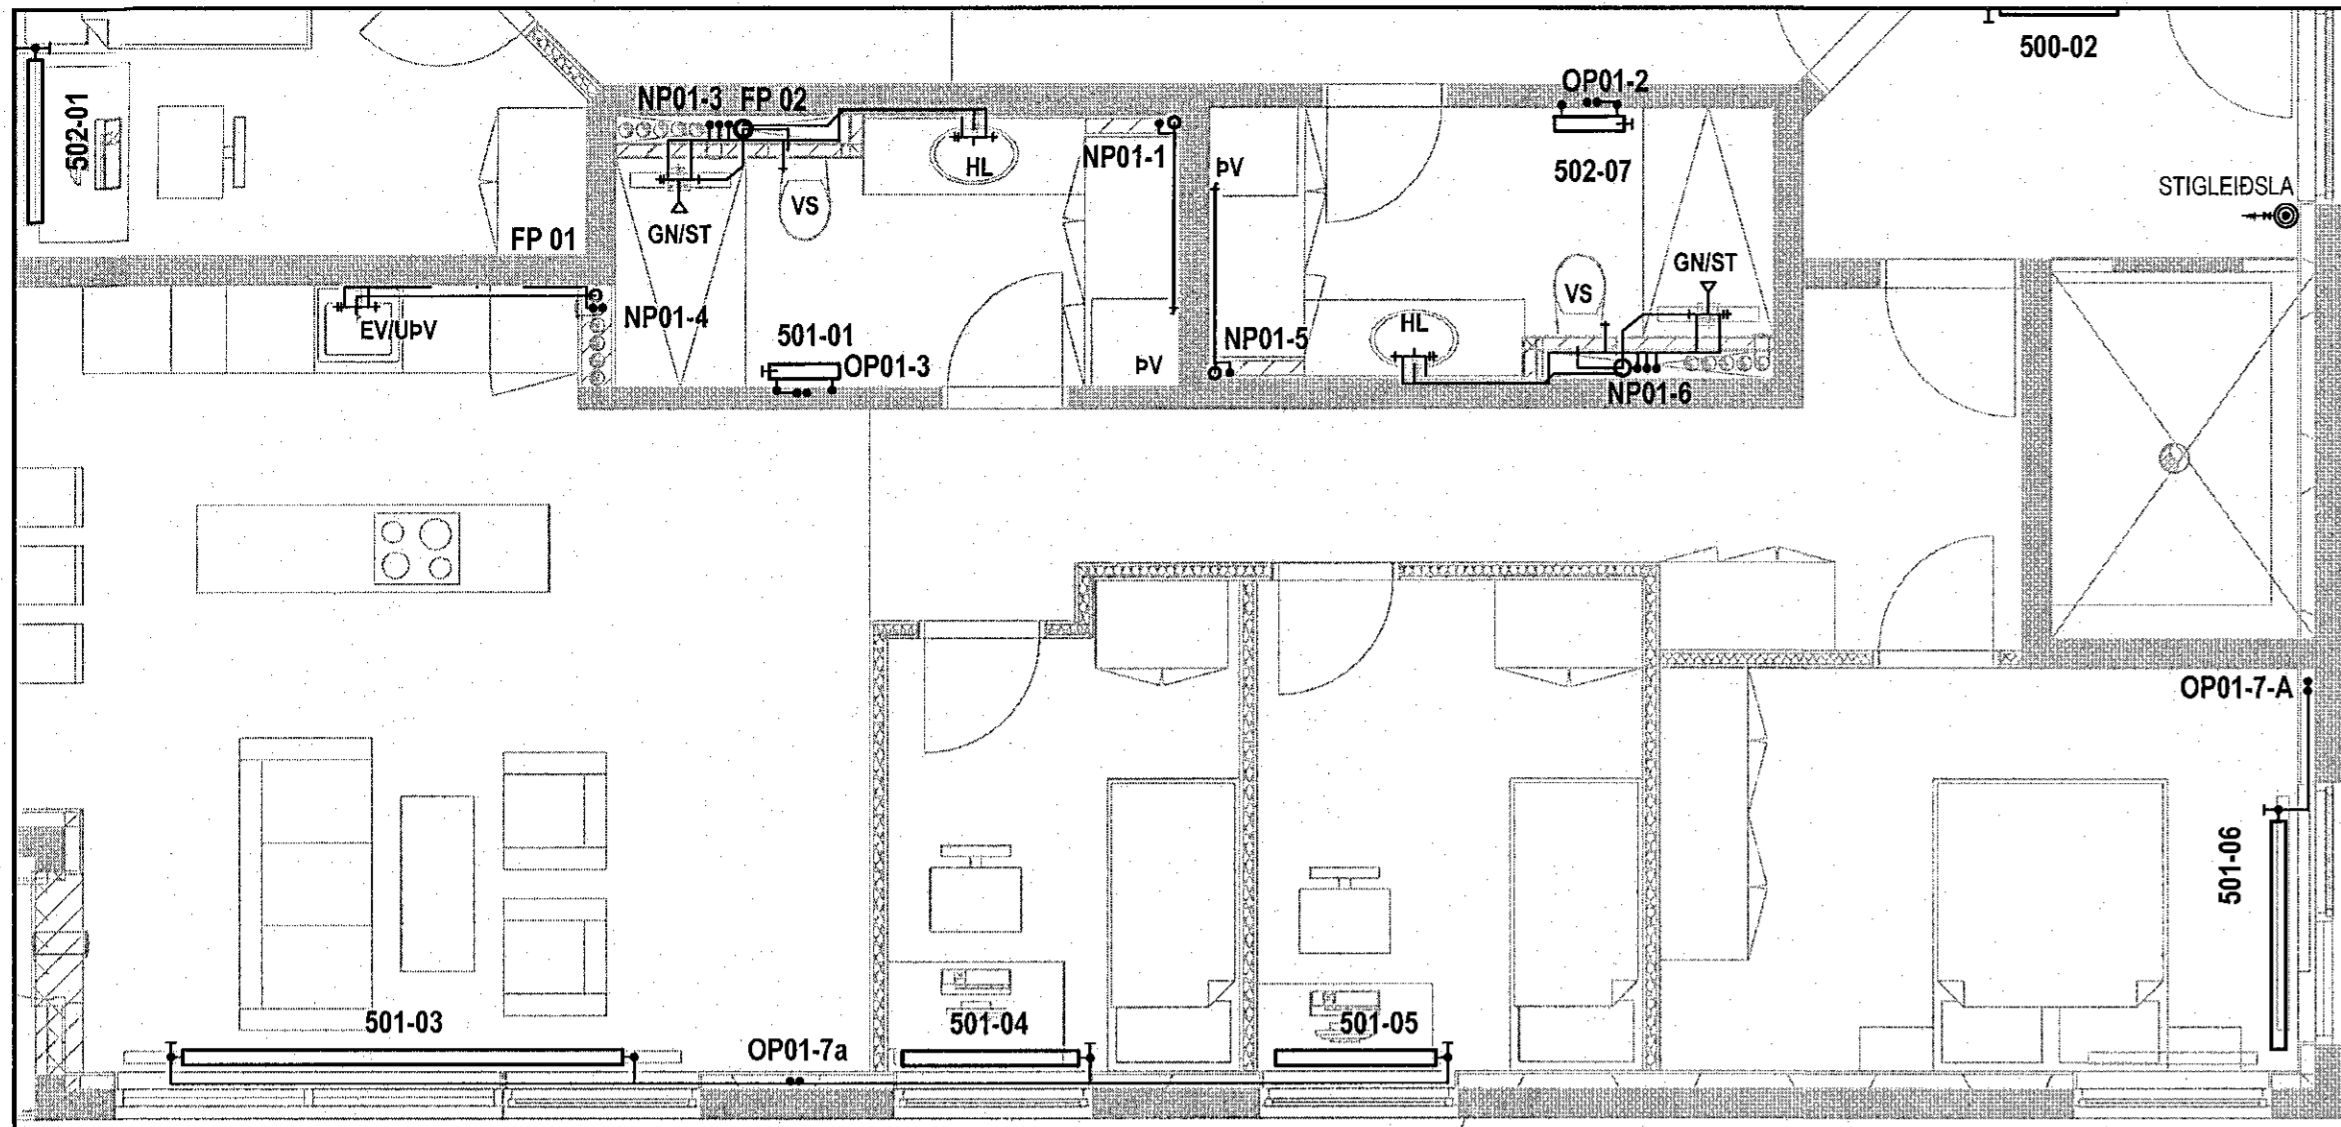 500-02
OP01-2
NP01-3 FP 02
502-01
NP01-1
HL
þV
502-07
STIGLEIÐSLA
VS
GN/ST
FP 01
GN/ST
VS
NP01-4
EV/UÞV
HL
501-01
NP01-5
OP01-3
þV
NP01-6
OP01-7-A
501-06
501-03
501-04
501-05
OP01-7a